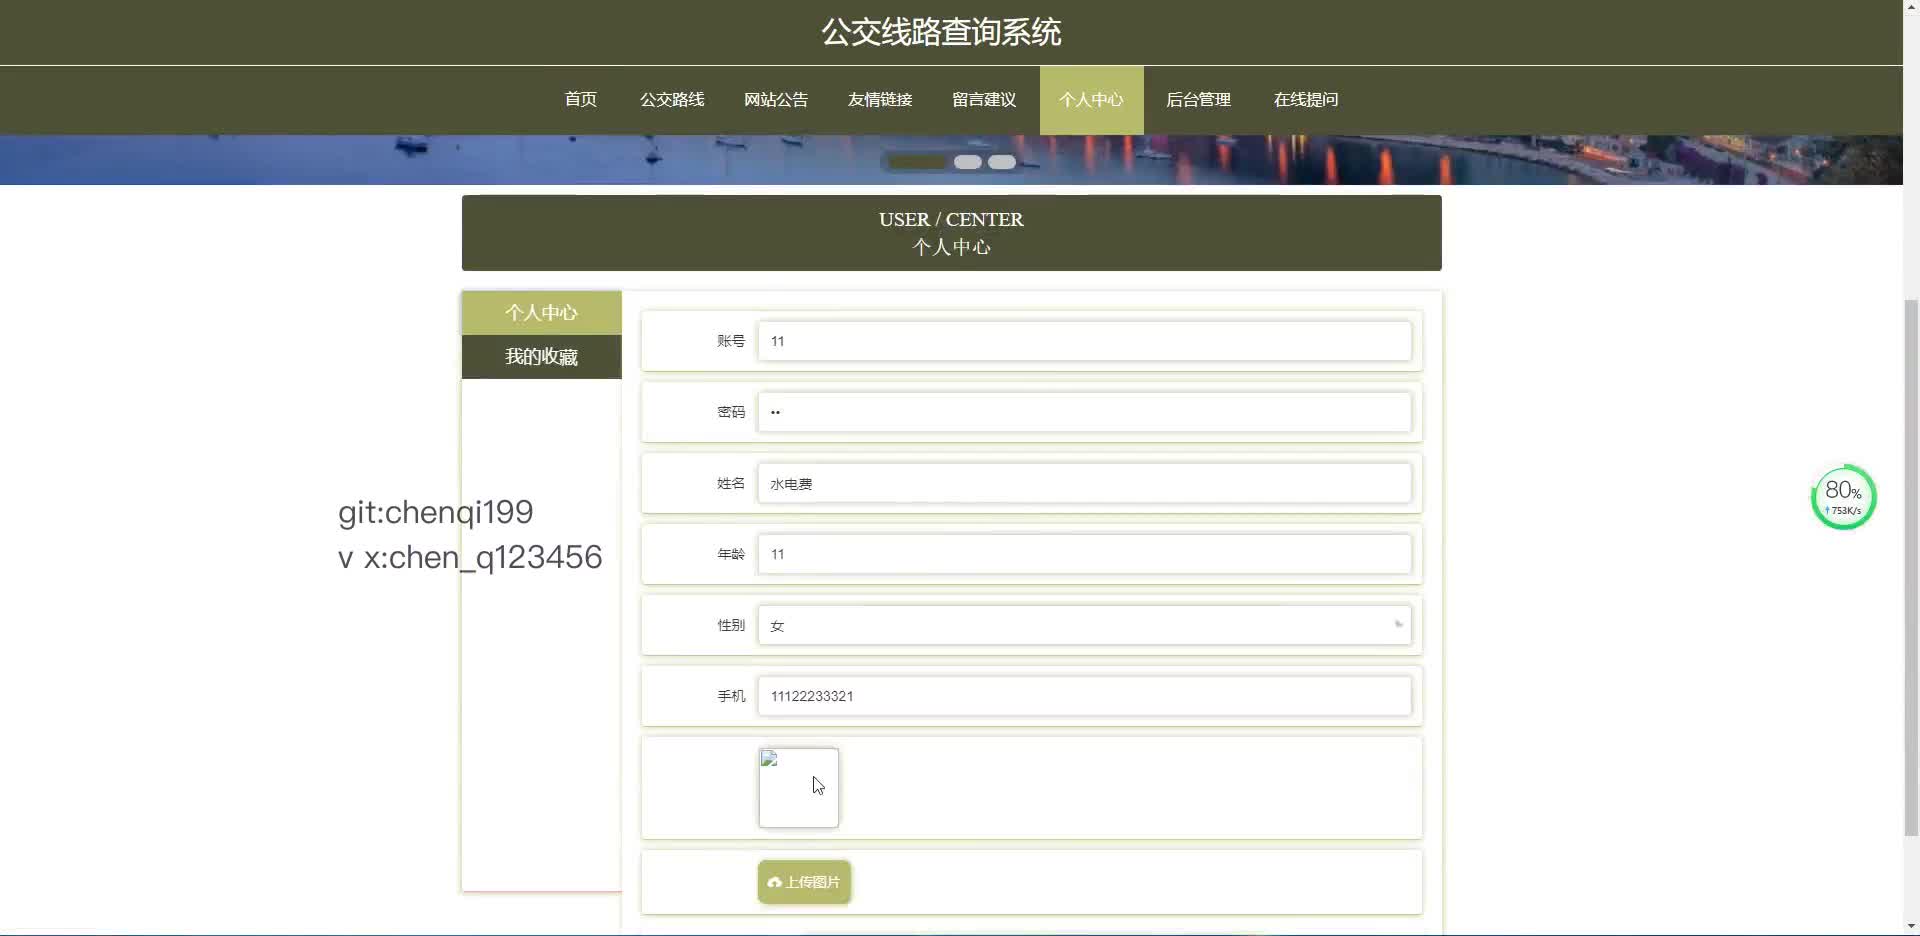 公交线路查询系统
首页 公交路线 网站公告 友情链接 留言建议 个人中心 后台管理 在线提问
USER / CENTER
个人中心
个人中心
我的收藏
账号 11
密码 ••
姓名 水电费
年龄 11
性别 女
手机 11122233321
上传图片
git:chenqi199
v x:chen_q123456
80%
753K/s